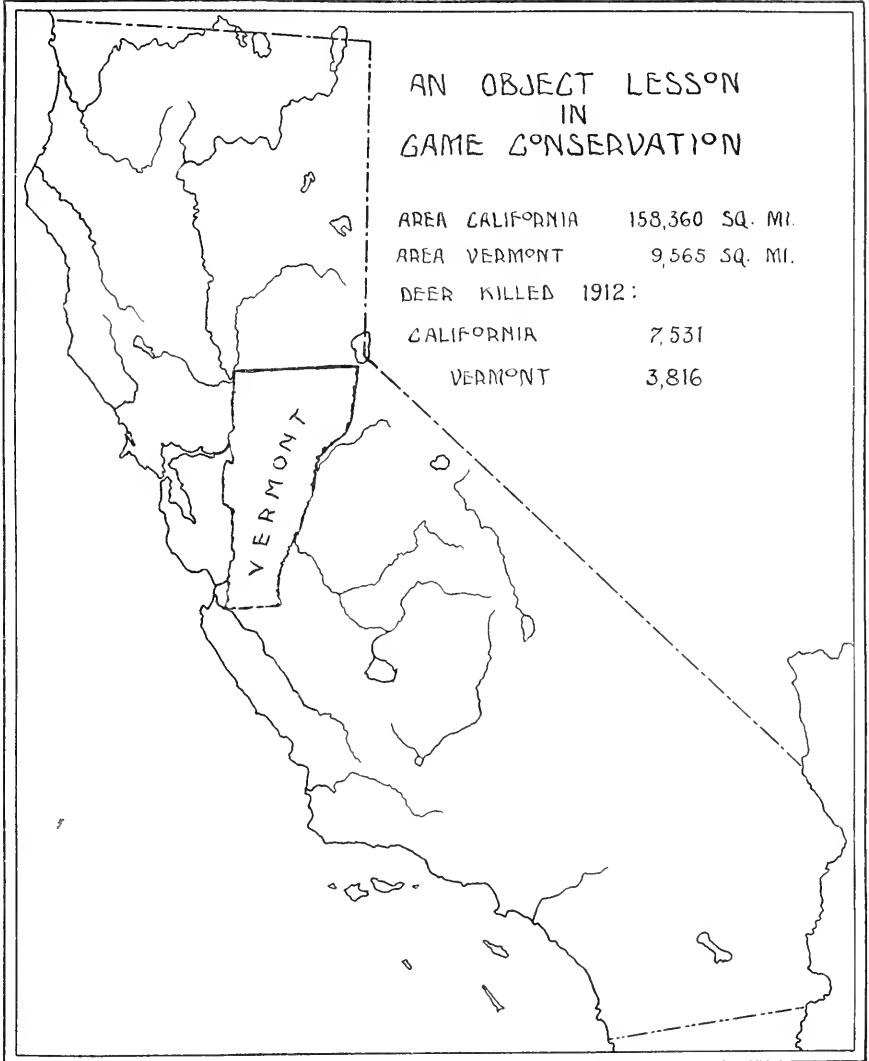 AN OBJECT LESSON
IN
GAME CONSERVATION
AREA CALIFORNIA 158,360 SQ. MI.
AREA VERMONT 9,565 SQ. MI.
DEER KILLED 1912:
CALIFORNIA 7,531
VERMONT 3,816
VERMONT